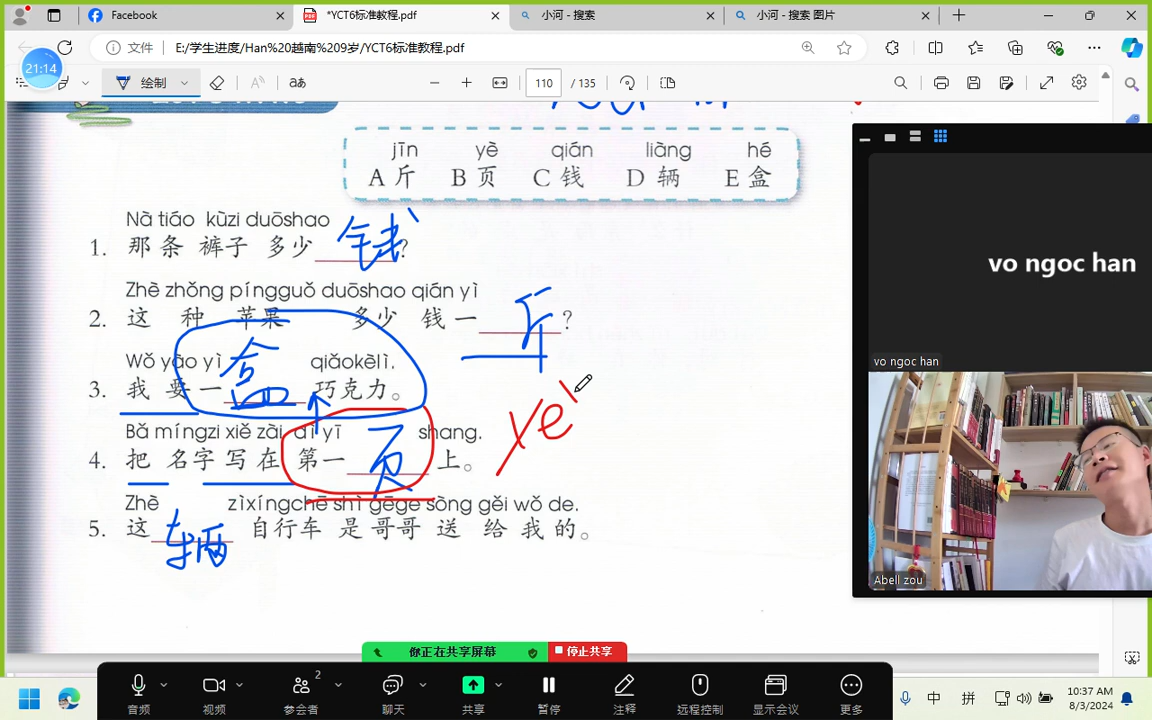 Facebook
*YCT6标准教程.pdf
小河 - 搜索
小河 - 搜索 图片
文件
E:/学生进度/Han%20越南%209岁/YCT6标准教程.pdf
21:14
绘制
aあ
110 / 135
jīn yè qián liàng hé
A 斤 B 页 C 钱 D 辆 E 盒
Nà tiáo kùzi duōshao
1. 那 条 裤子 多少 钱 ?
Zhè zhǒng píngguǒ duōshao qián yì
2. 这 种 苹果 多少 钱 一 斤 ?
Wǒ yào yì qiǎokèlì.
3. 我 要 一 盒 巧克力。
Bǎ míngzi xiě zài dì yī shang.
4. 把 名字 写 在 第一 页 上。
yè
Zhè zìxíngchē shì gēge sòng gěi wǒ de.
5. 这 辆 自行车 是 哥哥 送 给 我 的。
vo ngoc han
vo ngoc han
Abell zou
你正在共享屏幕
停止共享
音频
视频
2
参会者
聊天
共享
暂停
注释
远程控制
显示会议
更多
中
拼
10:37 AM
8/3/2024